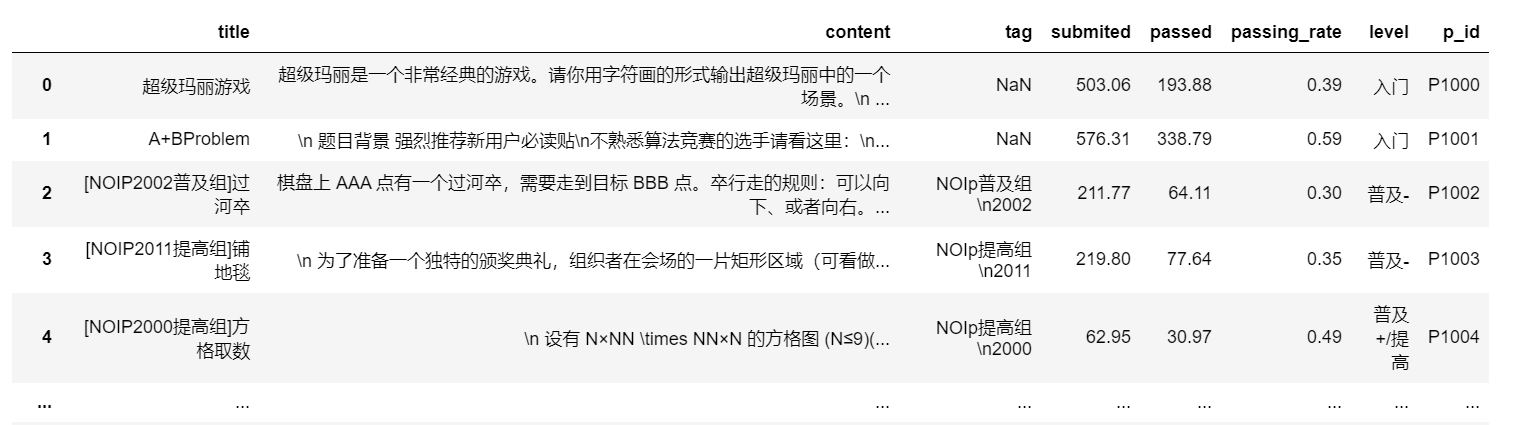 title content tag submited passed passing_rate level p_id
0 超级玛丽游戏 超级玛丽是一个非常经典的游戏。请你用字符画的形式输出超级玛丽中的一个 NaN 503.06 193.88 0.39 入门 P1000
场景。\n ...
1 A+BProblem \n 题目背景 强烈推荐新用户必读贴\n不熟悉算法竞赛的选手请看这里：\n... NaN 576.31 338.79 0.59 入门 P1001
2 [NOIP2002普及组]过 棋盘上 AAA 点有一个过河卒，需要走到目标 BBB 点。卒行走的规则：可以向 NOIp普及组 211.77 64.11 0.30 普及- P1002
河卒 下、或者向右。... \n2002
3 [NOIP2011提高组]铺 \n 为了准备一个独特的颁奖典礼，组织者在会场的一片矩形区域（可看做... NOIp提高组 219.80 77.64 0.35 普及- P1003
地毯 \n2011
4 [NOIP2000提高组]方 \n 设有 N×NN \times NN×N 的方格图 (N≤9)(... NOIp提高组 62.95 30.97 0.49 普及 P1004
格取数 \n2000 +/提
高
... ... ... ... ... ... ... ... ...